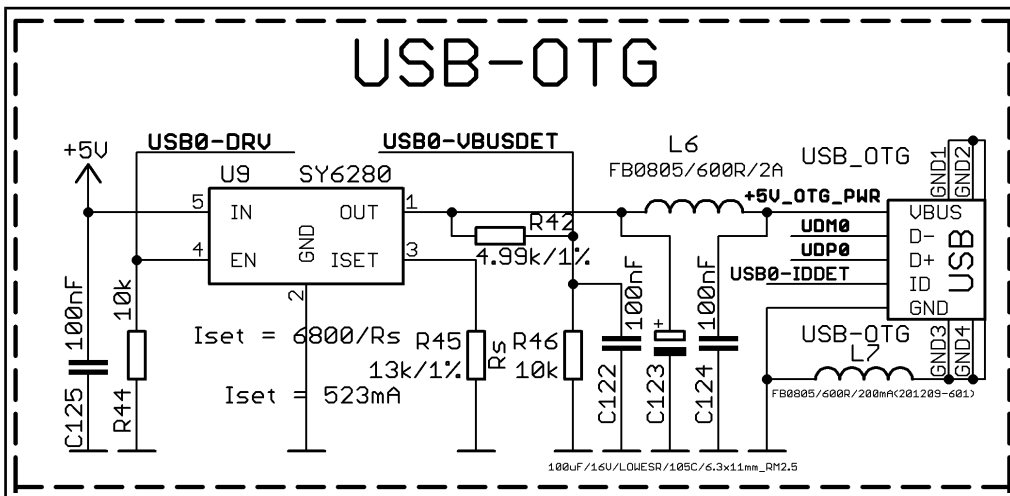 USB-OTG
+5V
USB0-DRV
USB0-VBUSDET
L6
FB0805/600R/2A
USB_OTG
GND1
GND2
U9
SY6280
+5V_OTG_PWR
5
IN
OUT
1
4
EN
GND
ISET
3
2
R42
4.99k/1%
UDM0
UDP0
USB0-IDDET
VBUS
D-
D+
ID
GND
USB
USB-OTG
GND3
GND4
L7
FB0805/600R/200mA(201209-601)
100nF
C125
10k
R44
Iset = 6800/Rs
Iset = 523mA
R45
13k/1%
Rs
R46
10k
100nF
C122
+
C123
100nF
C124
100uF/16V/LOWESR/105C/6.3x11mm_RM2.5